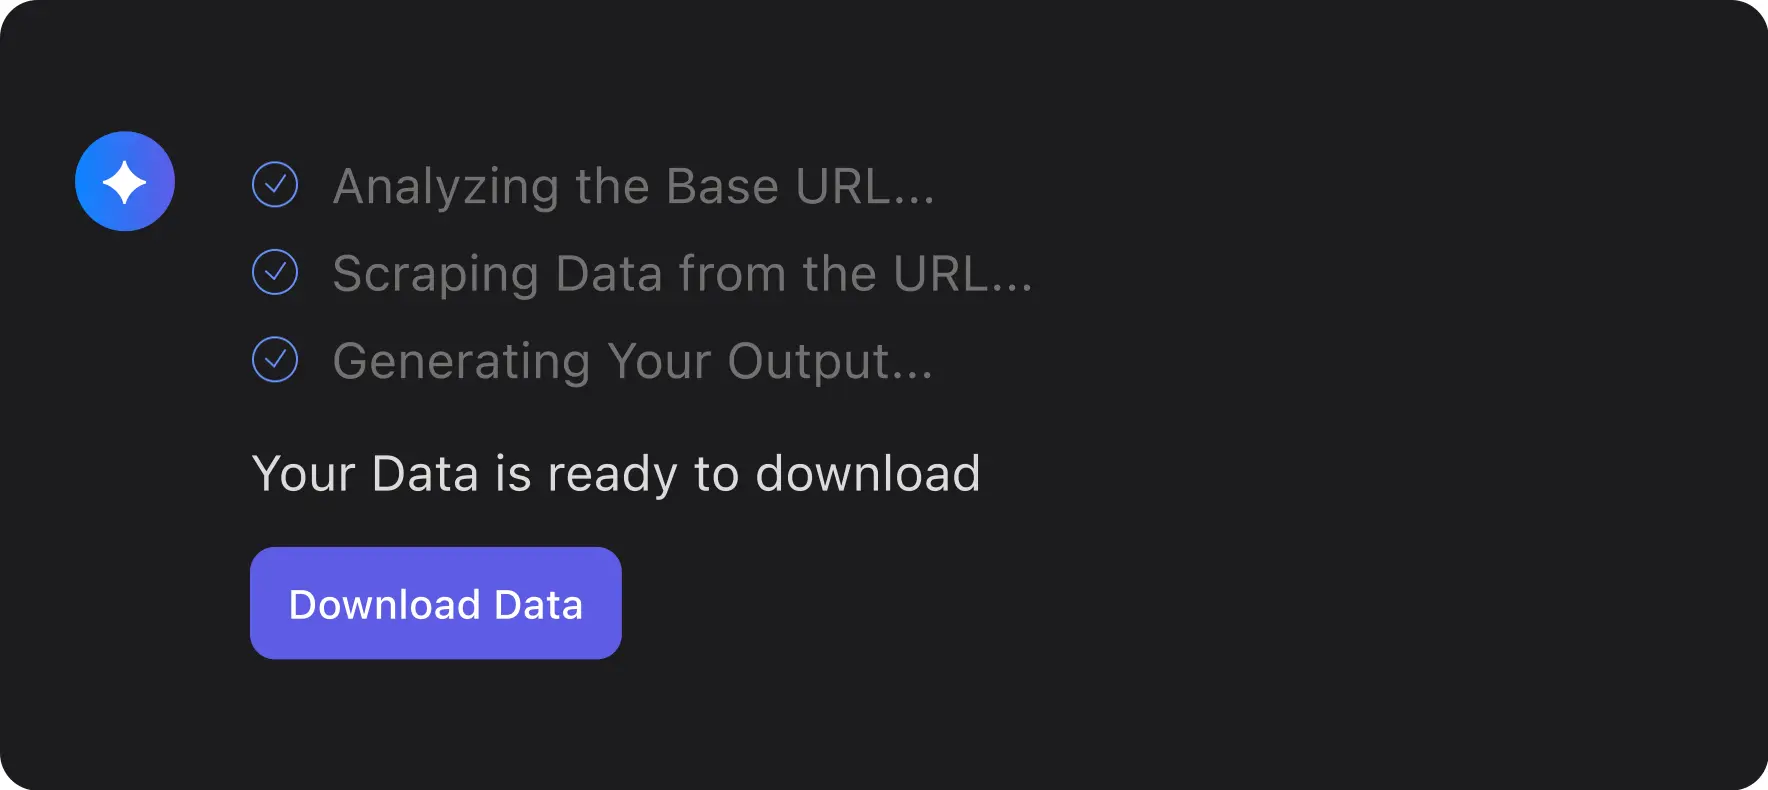 Analyzing the Base URL...
Scraping Data from the URL...
Generating Your Output...
Your Data is ready to download
Download Data